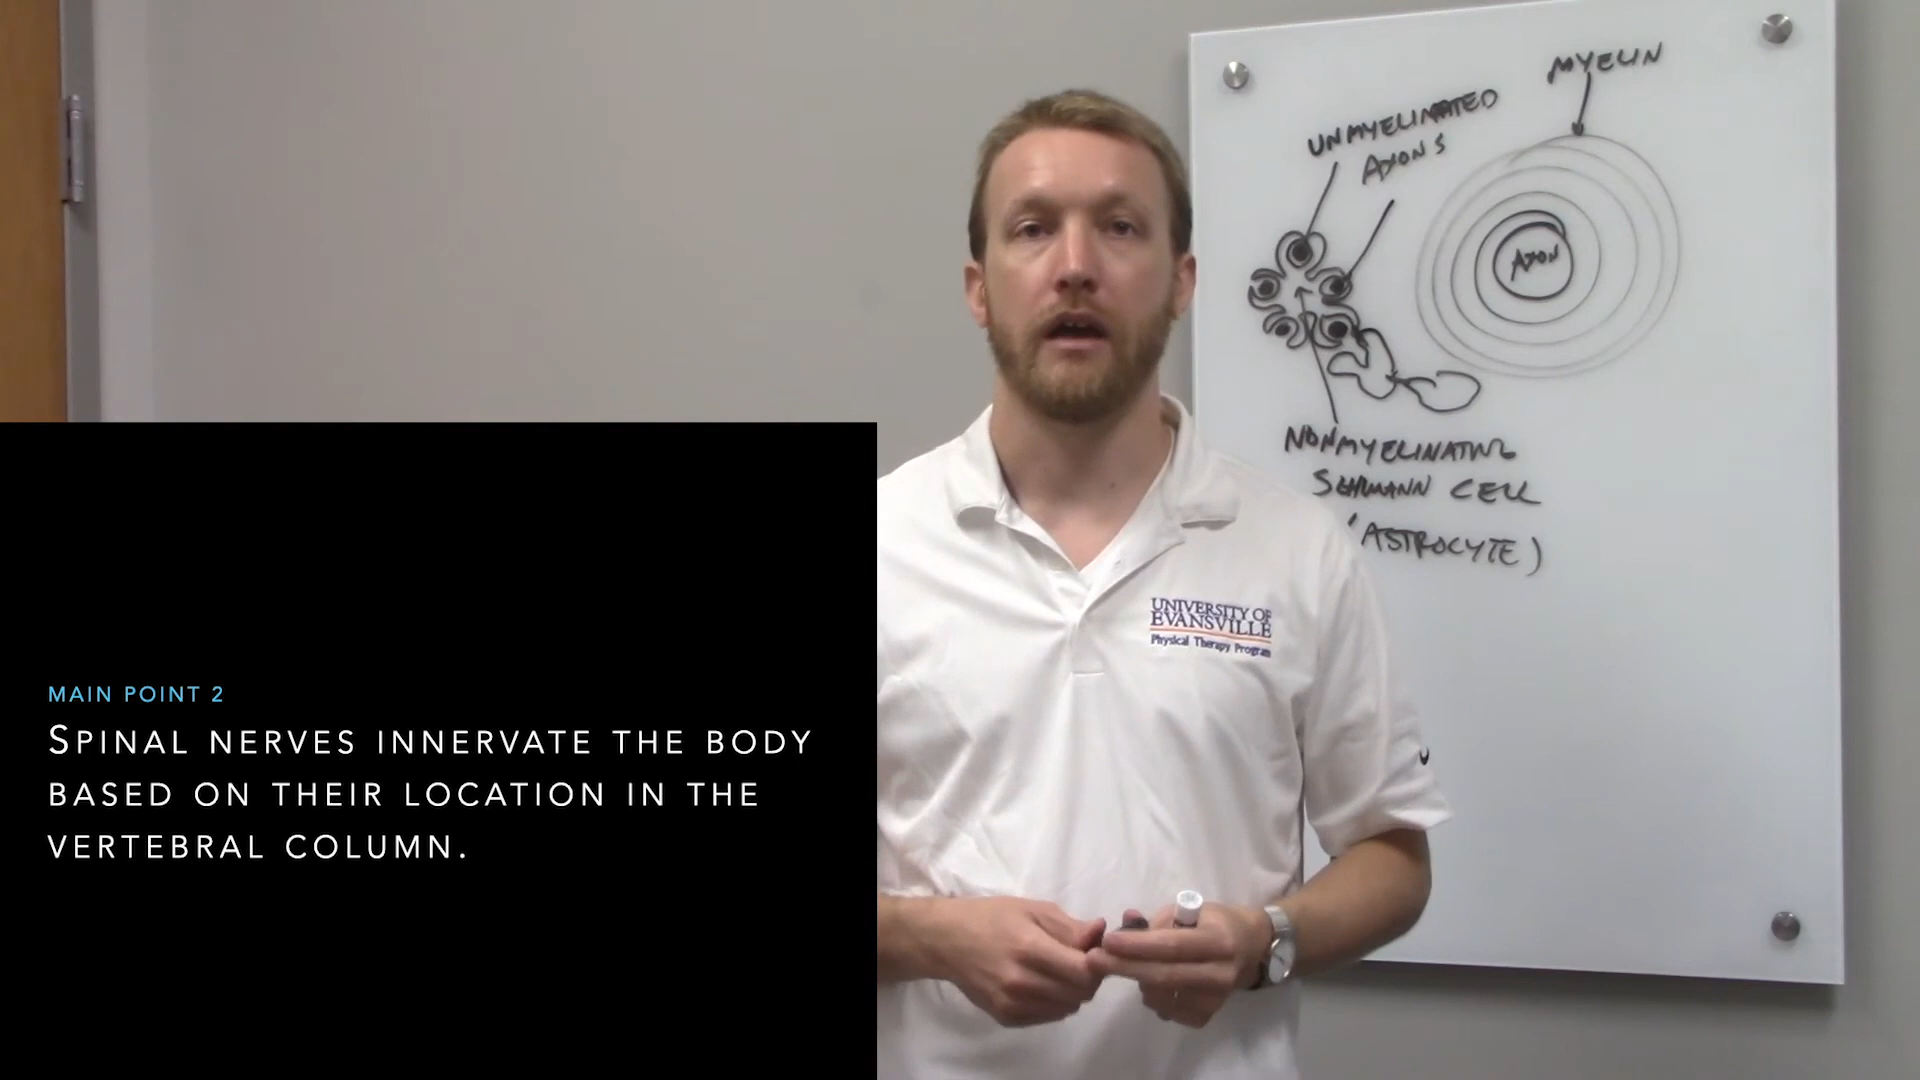 MYELIN
UNMYELINATED
AXONS
AXON
NONMYELINATING
SCHWANN CELL
(ASTROCYTE)
UNIVERSITY OF
EVANSVILLE
Physical Therapy Program
MAIN POINT 2
SPINAL NERVES INNERVATE THE BODY
BASED ON THEIR LOCATION IN THE
VERTEBRAL COLUMN.